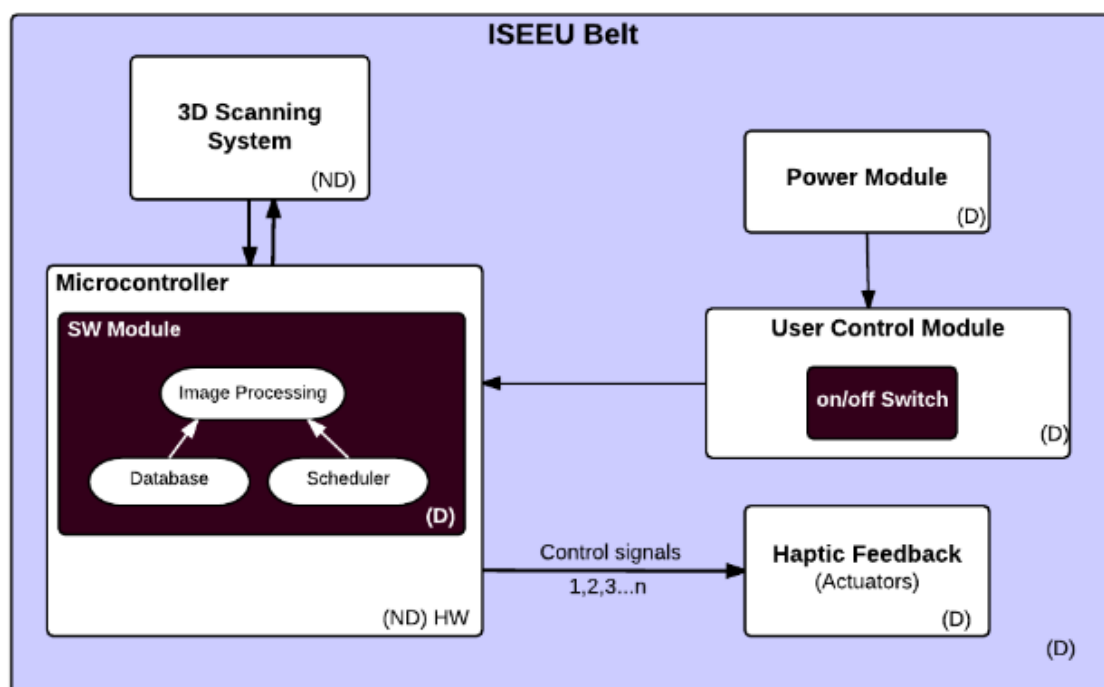 ISEEU Belt
3D Scanning
System
(ND)
Power Module
(D)
Microcontroller
SW Module
Image Processing
Database
Scheduler
(D)
(ND) HW
User Control Module
on/off Switch
(D)
Control signals
1,2,3...n
Haptic Feedback
(Actuators)
(D)
(D)